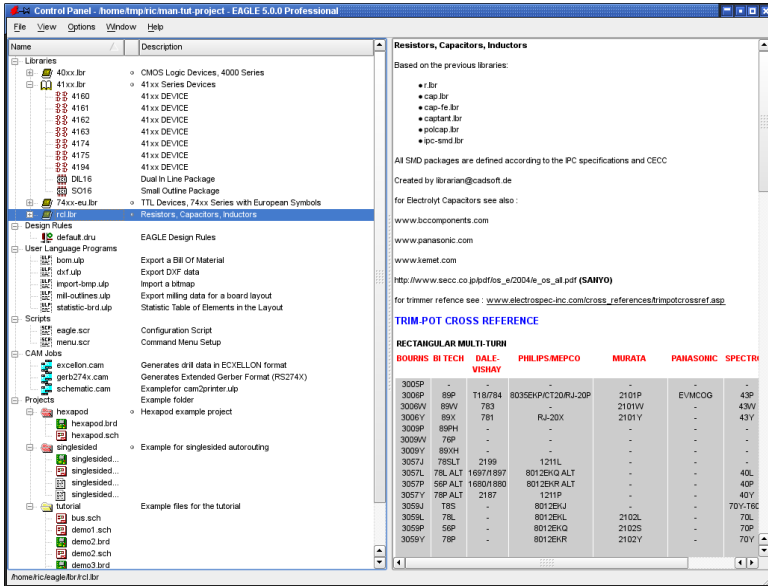 Control Panel - /home/tmp/ric/man-tut-project - EAGLE 5.0.0 Professional
File View Options Window Help
Name Description
Libraries
40xx.lbr CMOS Logic Devices, 4000 Series
41xx.lbr 41xx Series Devices
4160 41xx DEVICE
4161 41xx DEVICE
4162 41xx DEVICE
4163 41xx DEVICE
4174 41xx DEVICE
4175 41xx DEVICE
4194 41xx DEVICE
DIL16 Dual In Line Package
SO16 Small Outline Package
74xx-eu.lbr TTL Devices, 74xx Series with European Symbols
rcl.lbr Resistors, Capacitors, Inductors
Design Rules
default.dru EAGLE Design Rules
User Language Programs
bom.ulp Export a Bill Of Material
dxf.ulp Export DXF data
import-bmp.ulp Import a bitmap
mill-outlines.ulp Export milling data for a board layout
statistic-brd.ulp Statistic Table of Elements in the Layout
Scripts
eagle.scr Configuration Script
menu.scr Command Menu Setup
CAM Jobs
excellon.cam Generates drill data in ECXELLON format
gerb274x.cam Generates Extended Gerber Format (RS274X)
schematic.cam Examplefor cam2printer.ulp
Projects Example folder
hexapod Hexapod example project
hexapod.brd
hexapod.sch
singlesided Example for singlesided autorouting
singlesided...
singlesided...
singlesided...
singlesided...
tutorial Example files for the tutorial
bus.sch
demo1.sch
demo2.brd
demo2.sch
demo3.brd
/home/ric/eagle/lbr/rcl.lbr
Resistors, Capacitors, Inductors
Based on the previous libraries:
r.lbr
cap.lbr
cap-fe.lbr
captant.lbr
polcap.lbr
ipc-smd.lbr
All SMD packages are defined according to the IPC specifications and CECC
Created by librarian@cadsoft.de
for Electrolyt Capacitors see also :
www.bccomponents.com
www.panasonic.com
www.kemet.com
http://www.secc.co.jp/pdf/os_e/2004/e_os_all.pdf (SANYO)
for trimmer refence see : www.electrospec-inc.com/cross_references/trimpotcrossref.asp
TRIM-POT CROSS REFERENCE
RECTANGULAR MULTI-TURN
BOURNS BI TECH DALE-VISHAY PHILIPS/MEPCO MURATA PANASONIC SPECTRO
3005P - - - - - -
3006P 89P T18/784 8035EKP/CT20/RJ-20P 2101P EVMCOG 43P
3006W 89W 783 - 2101W - 43W
3006Y 89X 781 RJ-20X 2101Y - 43Y
3009P 89PH - - - - -
3009W 76P - - - - -
3009Y 89XH - - - - -
3057J 78SLT 2199 1211L - - -
3057L 78L ALT 1697/1897 8012EKQ ALT - - 40L
3057P 56P ALT 1680/1880 8012EKR ALT - - 40P
3057Y 78P ALT 2187 1211P - - 40Y
3059J T8S - 8012EKJ - - 70Y-T60
3059L 78L - 8012EKL 2102L - 70L
3059P 56P - 8012EKQ 2102S - 70P
3059Y 78P - 8012EKR 2102Y - 70Y